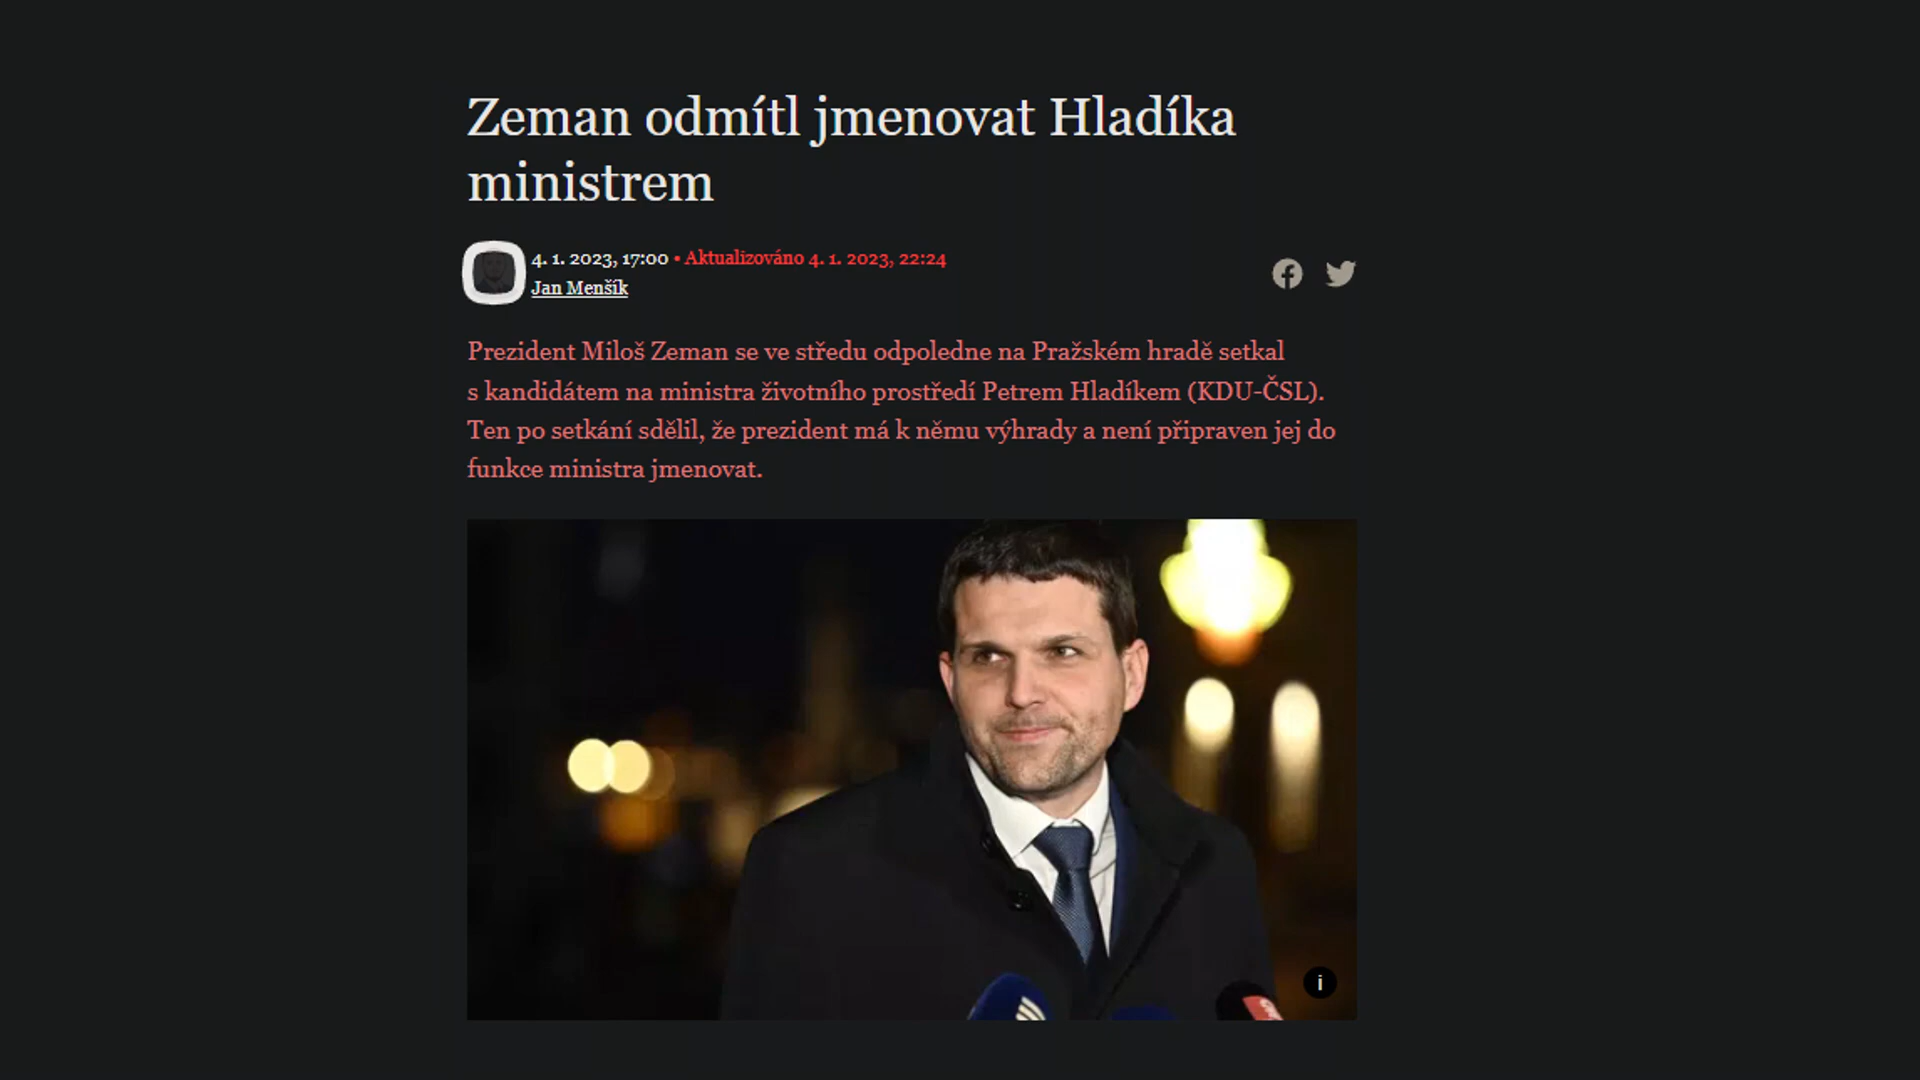 Zeman odmítl jmenovat Hladíka
ministrem
4. 1. 2023, 17:00 • Aktualizováno 4. 1. 2023, 22:24
Jan Menšík
Prezident Miloš Zeman se ve středu odpoledne na Pražském hradě setkal
s kandidátem na ministra životního prostředí Petrem Hladíkem (KDU-ČSL).
Ten po setkání sdělil, že prezident má k němu výhrady a není připraven jej do
funkce ministra jmenovat.
i